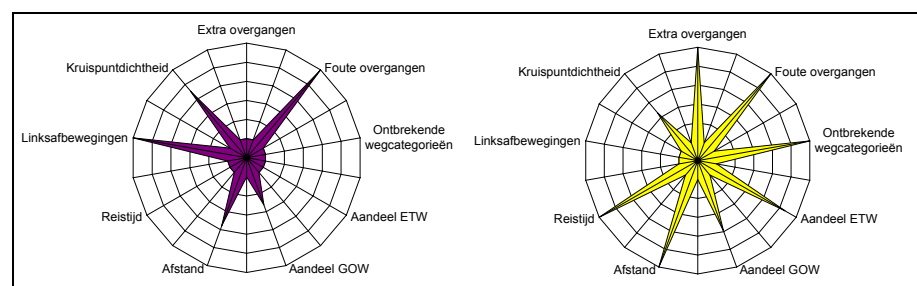 Extra overgangen
Kruispuntdichtheid
Foute overgangen
Linksafbewegingen
Ontbrekende
wegcategorieën
Reistijd
Aandeel ETW
Afstand
Aandeel GOW
Extra overgangen
Kruispuntdichtheid
Foute overgangen
Linksafbewegingen
Ontbrekende
wegcategorieën
Reistijd
Aandeel ETW
Afstand
Aandeel GOW